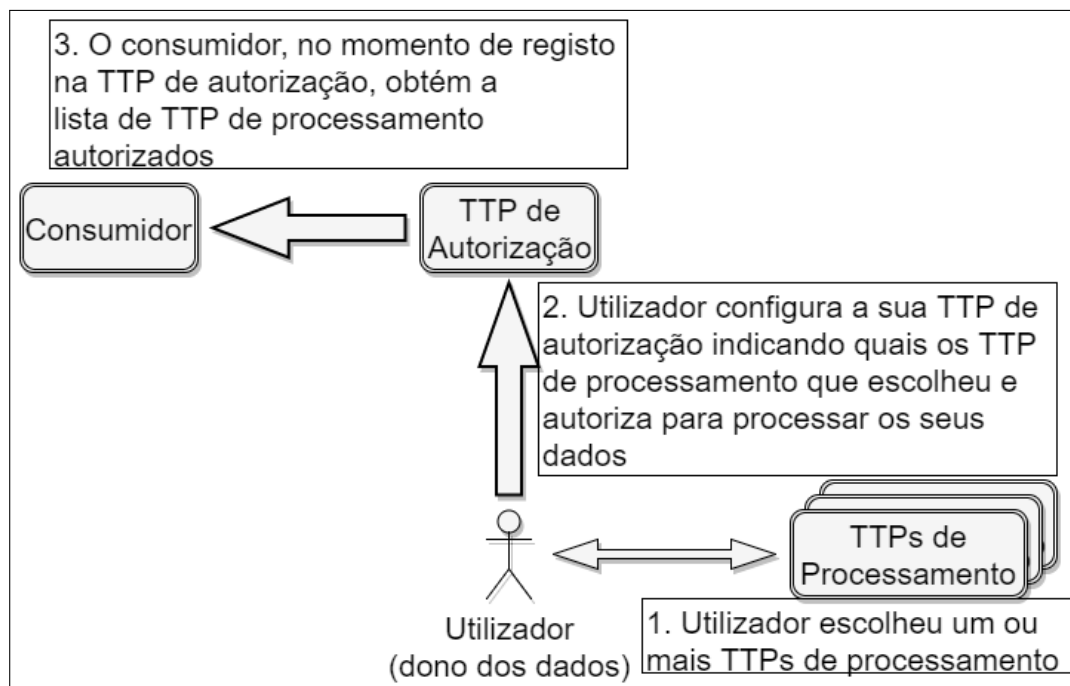 3. O consumidor, no momento de registo
na TTP de autorização, obtém a
lista de TTP de processamento
autorizados
Consumidor
TTP de
Autorização
2. Utilizador configura a sua TTP de
autorização indicando quais os TTP
de processamento que escolheu e
autoriza para processar os seus
dados
TTPs de
Processamento
Utilizador
(dono dos dados)
1. Utilizador escolheu um ou
mais TTPs de processamento